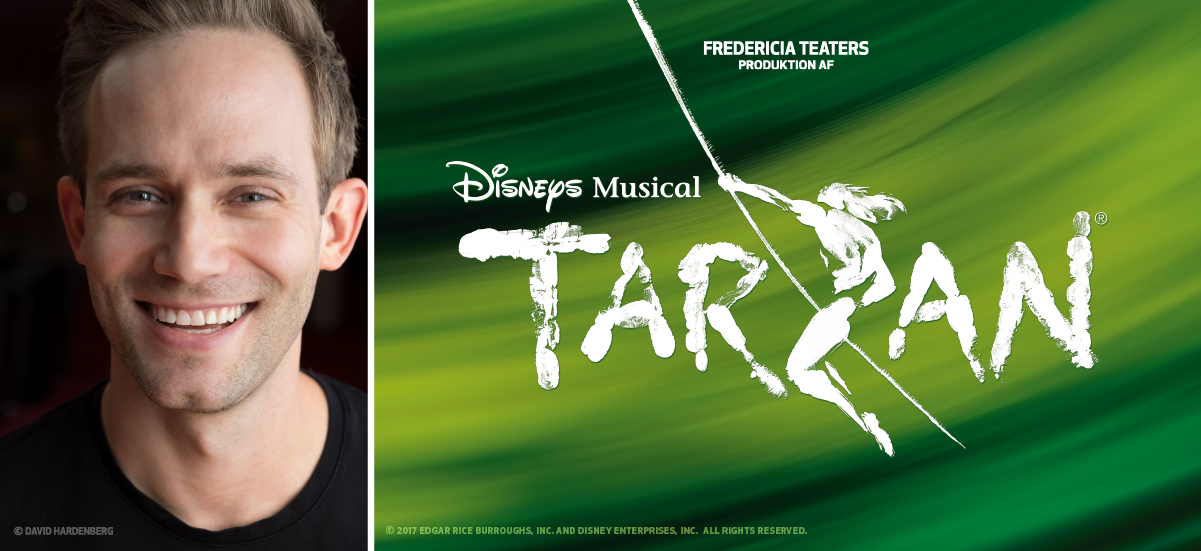 FREDERICIA TEATERS
PRODUKTION AF
DISNEYS Musical
TARZAN®
© DAVID HARDENBERG
© 2017 EDGAR RICE BURROUGHS, INC. AND DISNEY ENTERPRISES, INC. ALL RIGHTS RESERVED.